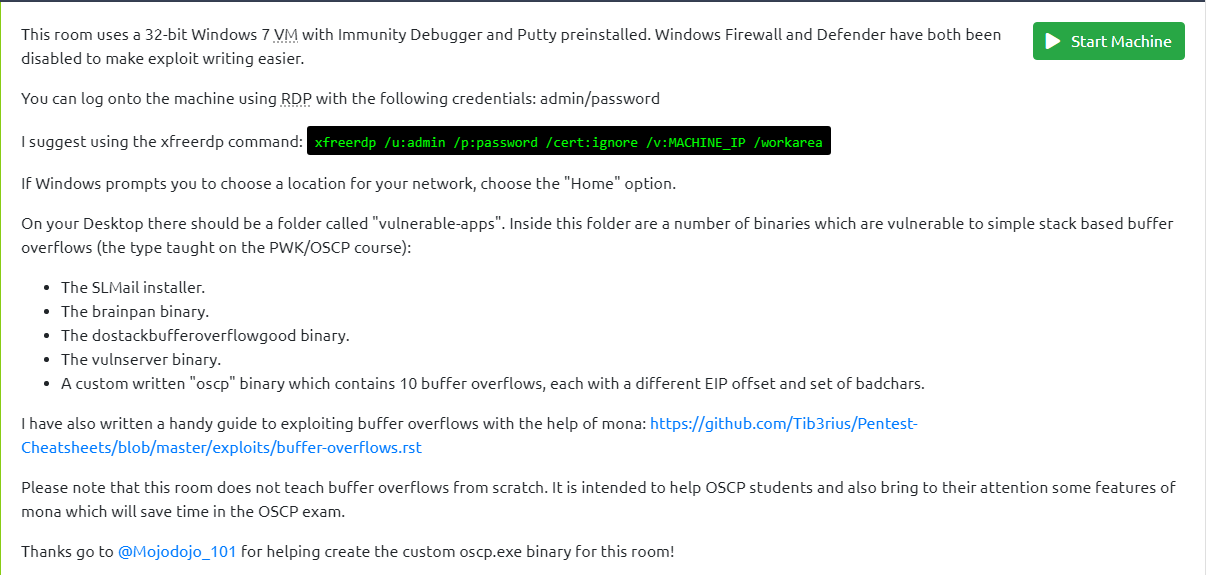 This room uses a 32-bit Windows 7 VM with Immunity Debugger and Putty preinstalled. Windows Firewall and Defender have both been
disabled to make exploit writing easier.
Start Machine
You can log onto the machine using RDP with the following credentials: admin/password
I suggest using the xfreerdp command: xfreerdp /u:admin /p:password /cert:ignore /v:MACHINE_IP /workarea
If Windows prompts you to choose a location for your network, choose the "Home" option.
On your Desktop there should be a folder called "vulnerable-apps". Inside this folder are a number of binaries which are vulnerable to simple stack based buffer
overflows (the type taught on the PWK/OSCP course):
• The SLMail installer.
• The brainpan binary.
• The dostackbufferoverflowgood binary.
• The vulnserver binary.
• A custom written "oscp" binary which contains 10 buffer overflows, each with a different EIP offset and set of badchars.
I have also written a handy guide to exploiting buffer overflows with the help of mona: https://github.com/Tib3rius/Pentest-
Cheatsheets/blob/master/exploits/buffer-overflows.rst
Please note that this room does not teach buffer overflows from scratch. It is intended to help OSCP students and also bring to their attention some features of
mona which will save time in the OSCP exam.
Thanks go to @Mojodojo_101 for helping create the custom oscp.exe binary for this room!